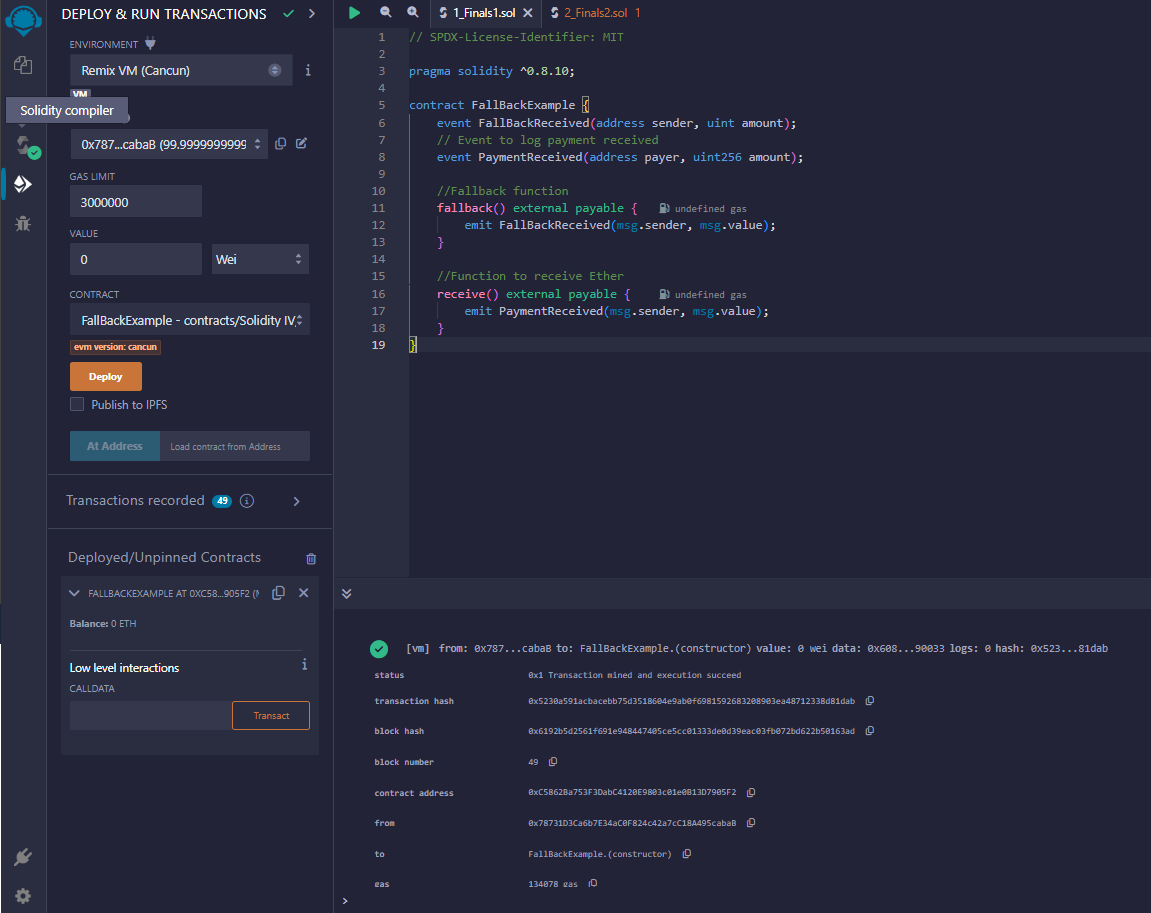 DEPLOY & RUN TRANSACTIONS
ENVIRONMENT
Remix VM (Cancun)
VM
Solidity compiler
0x787...cabaB (99.9999999999
GAS LIMIT
3000000
VALUE
0
Wei
CONTRACT
FallBackExample - contracts/Solidity IV,
evm version: cancun
Deploy
Publish to IPFS
At Address
Load contract from Address
Transactions recorded 49
Deployed/Unpinned Contracts
FALLBACKEXAMPLE AT 0XC58...905F2 (
Balance: 0 ETH
Low level interactions
CALLDATA
Transact
1_Finals1.sol
2_Finals2.sol 1
1 // SPDX-License-Identifier: MIT
2
3 pragma solidity ^0.8.10;
4
5 contract FallBackExample {
6 event FallBackReceived(address sender, uint amount);
7 // Event to log payment received
8 event PaymentReceived(address payer, uint256 amount);
9
10 //Fallback function
11 fallback() external payable { undefined gas
12 emit FallBackReceived(msg.sender, msg.value);
13 }
14
15 //Function to receive Ether
16 receive() external payable { undefined gas
17 emit PaymentReceived(msg.sender, msg.value);
18 }
19 }
[vm] from: 0x787...cabaB to: FallBackExample.(constructor) value: 0 wei data: 0x608...90033 logs: 0 hash: 0x523...81dab
status 0x1 Transaction mined and execution succeed
transaction hash 0x5230a591acbacebb75d3518604e9ab0f6981592683208903ea48712338d81dab
block hash 0x6192b5d2561f691e948447405ce5cc01333de0d39eac03fb072bd622b50163ad
block number 49
contract address 0xC5862Ba753F3DabC4120E9803c01e0B13D7905F2
from 0x78731D3Ca6b7E34aC0F824c42a7cC18A495cabaB
to FallBackExample.(constructor)
gas 134078 gas
>